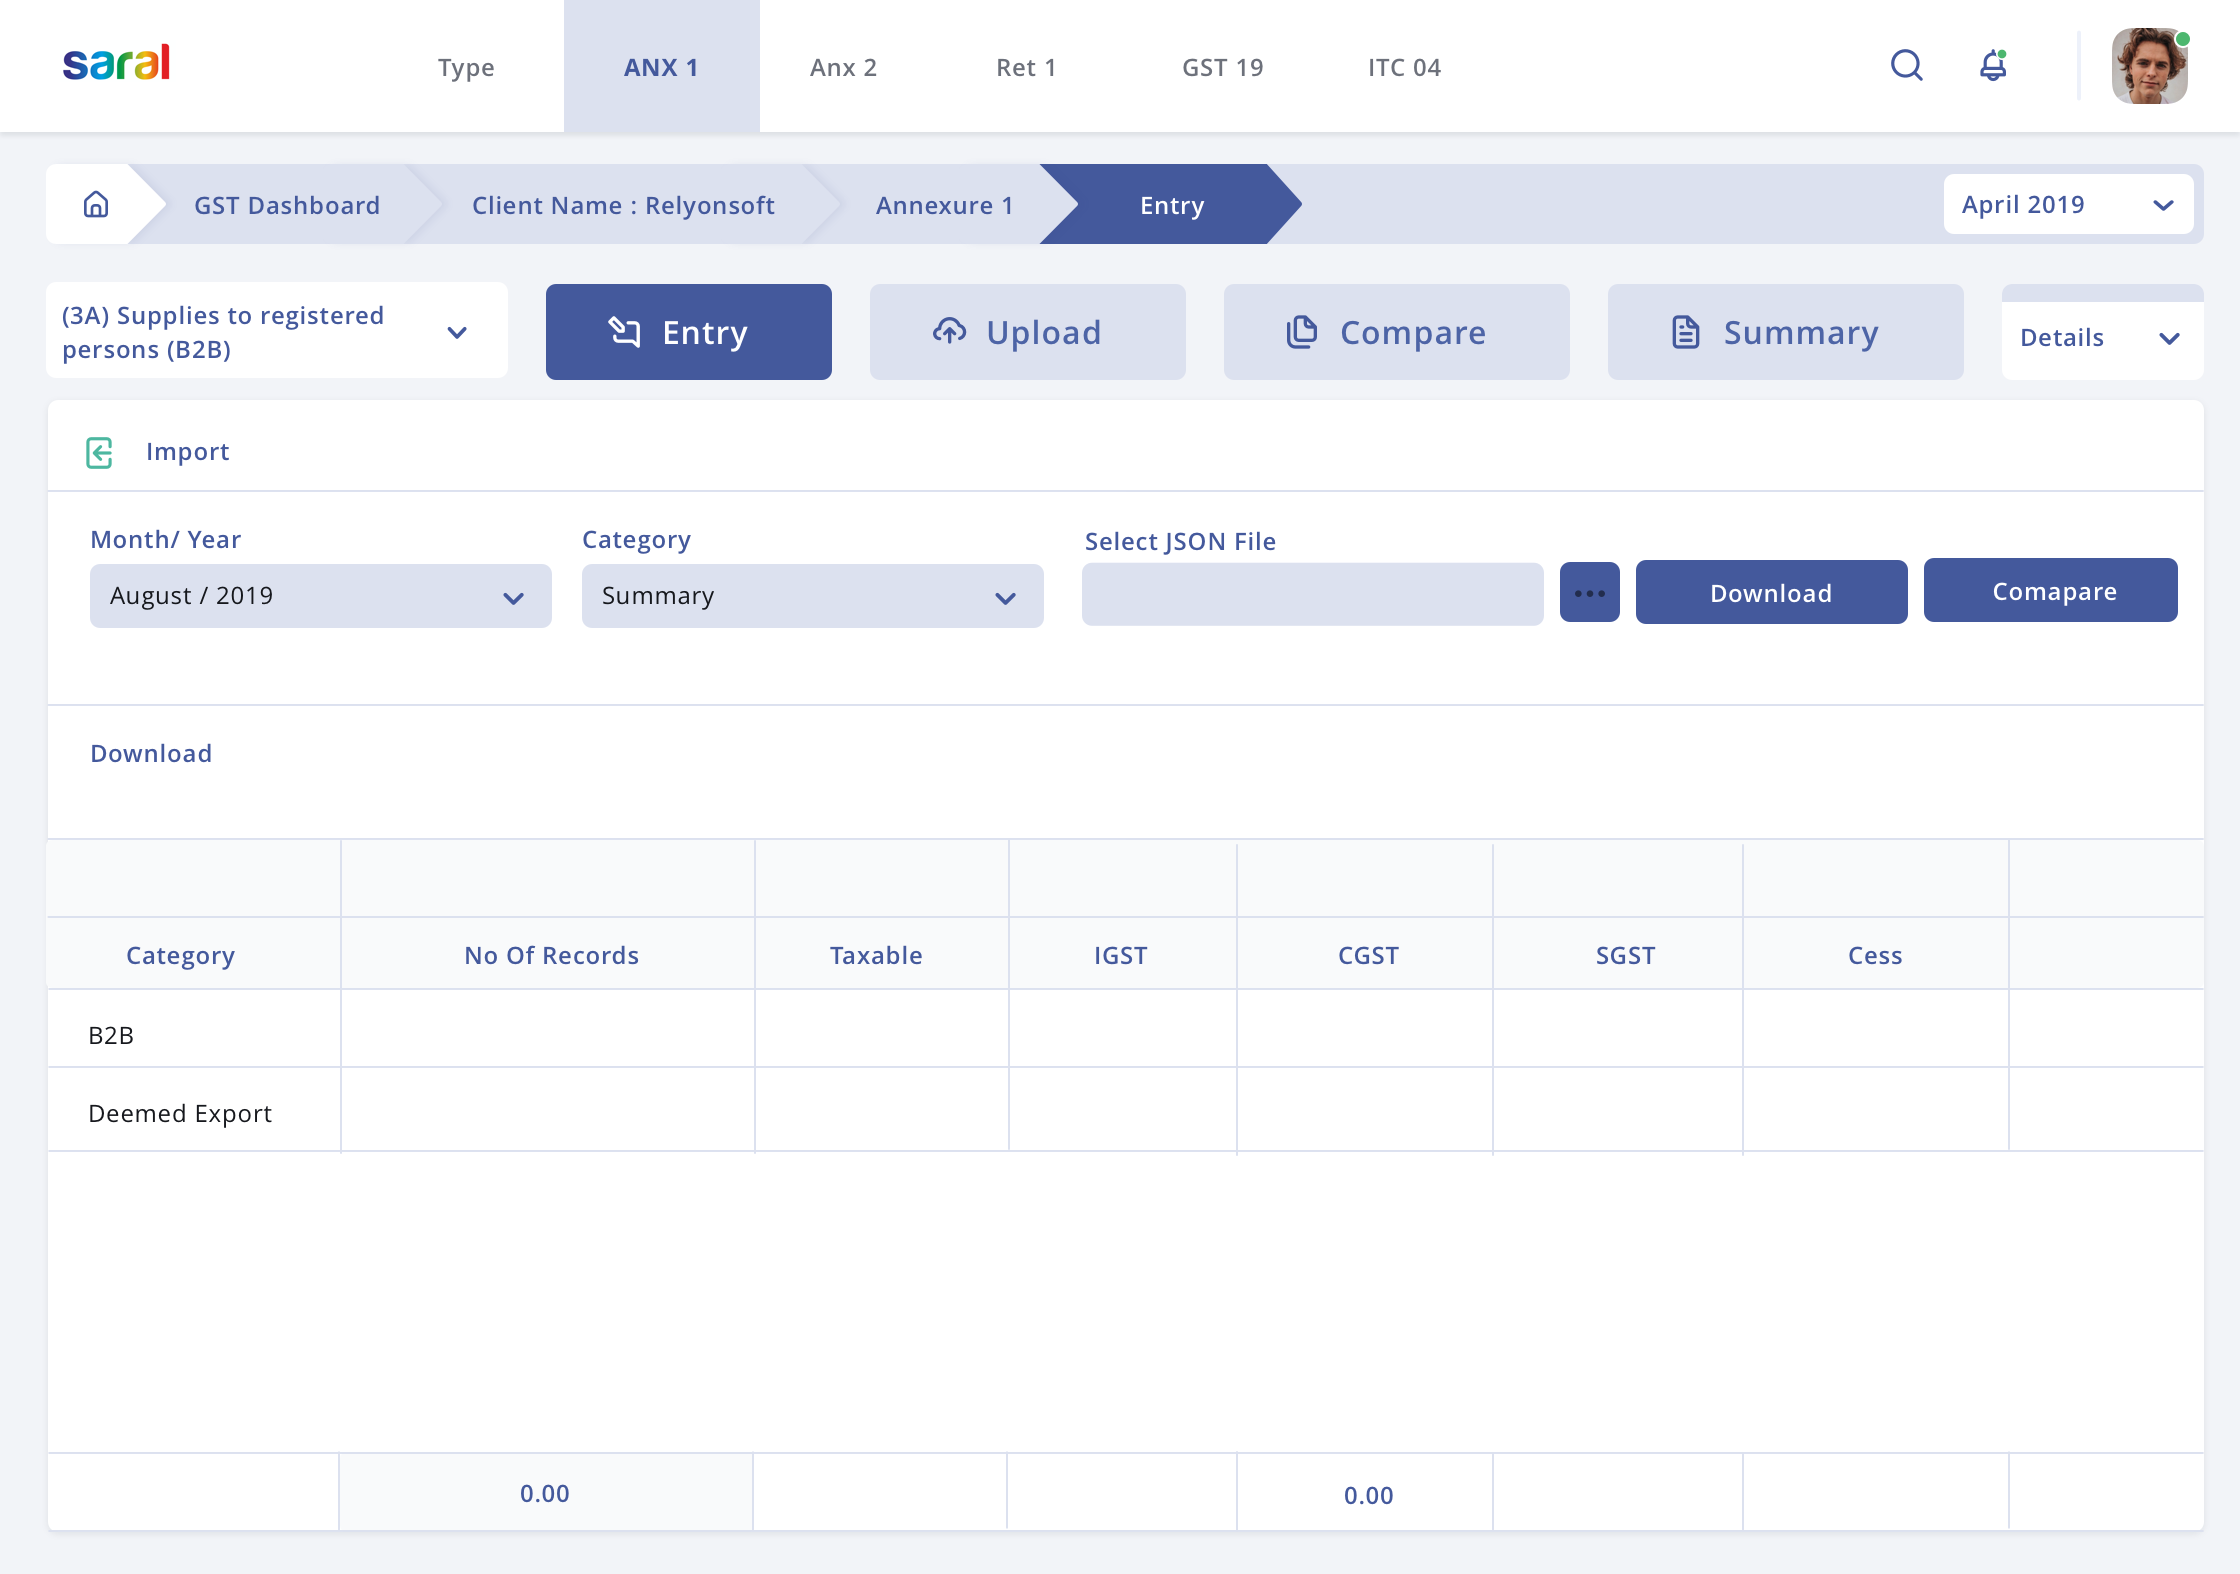 saral
Type
ANX 1
Anx 2
Ret 1
GST 19
ITC 04
GST Dashboard
Client Name : Relyonsoft
Annexure 1
Entry
April 2019
(3A) Supplies to registered
persons (B2B)
Entry
Upload
Compare
Summary
Details
Import
Month/ Year
Category
Select JSON File
August / 2019
Summary
...
Download
Comapare
Download
Category
No Of Records
Taxable
IGST
CGST
SGST
Cess
B2B
Deemed Export
0.00
0.00